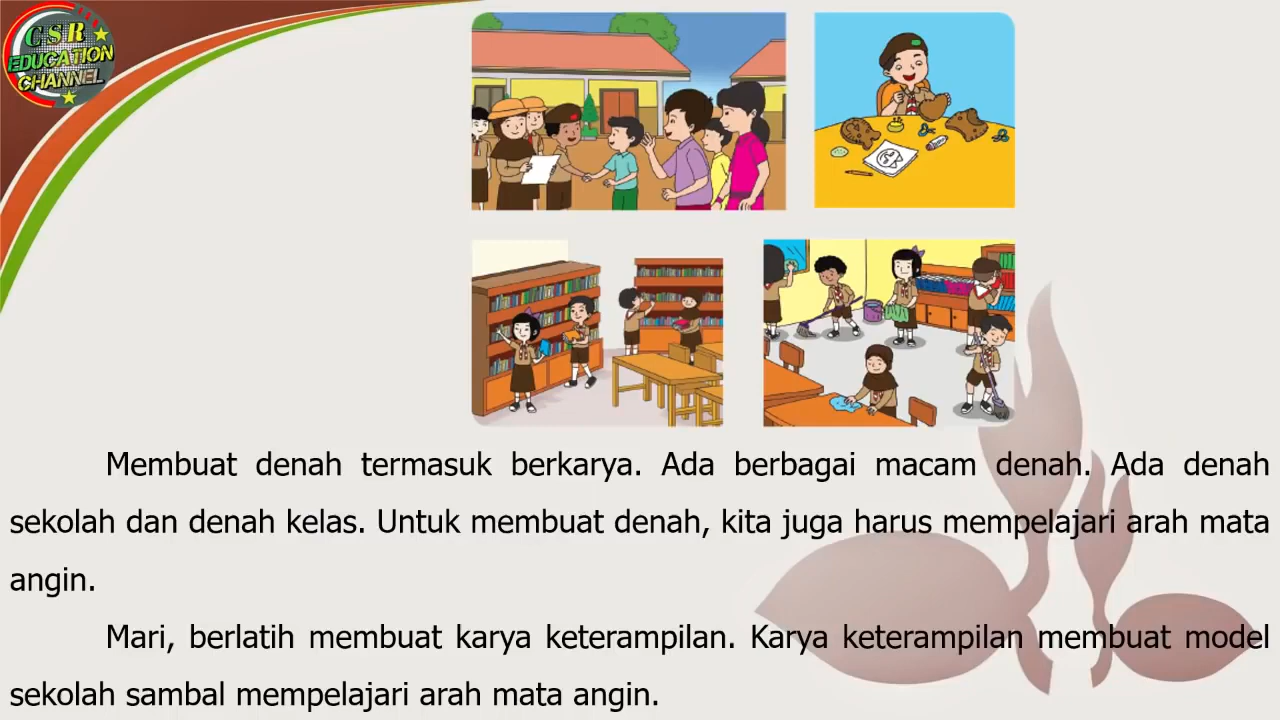 CSR
EDUCATION
CHANNEL
Membuat denah termasuk berkarya. Ada berbagai macam denah. Ada denah
sekolah dan denah kelas. Untuk membuat denah, kita juga harus mempelajari arah mata
angin.
Mari, berlatih membuat karya keterampilan. Karya keterampilan membuat model
sekolah sambal mempelajari arah mata angin.